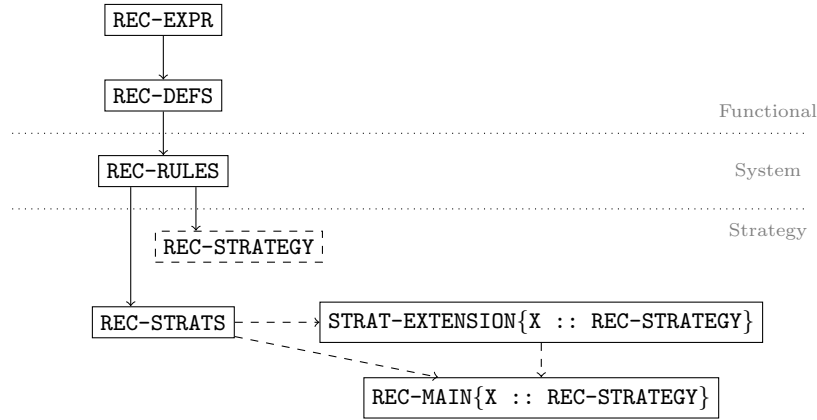 REC-EXPR
REC-DEFS
Functional
REC-RULES
System
Strategy
REC-STRATEGY
REC-STRATS
STRAT-EXTENSION{X :: REC-STRATEGY}
REC-MAIN{X :: REC-STRATEGY}